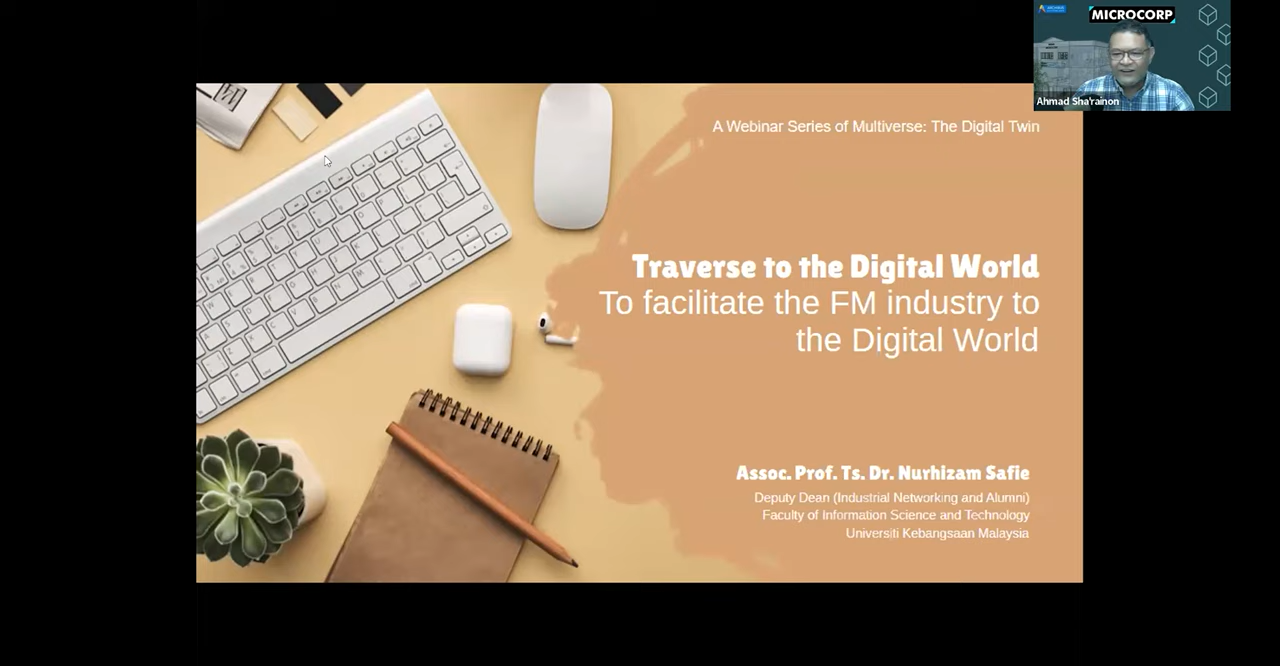 MICROCORP
Ahmad Sha'rainon
A Webinar Series of Multiverse: The Digital Twin
Traverse to the Digital World
To facilitate the FM industry to
the Digital World
Assoc. Prof. Ts. Dr. Nurhizam Safie
Deputy Dean (Industrial Networking and Alumni)
Faculty of Information Science and Technology
Universiti Kebangsaan Malaysia